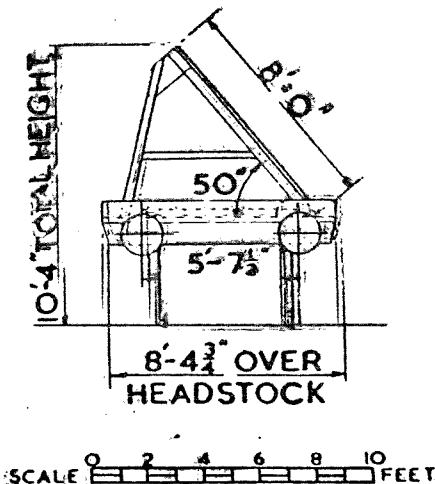 8'-0"
10'-4" TOTAL HEIGHT
50°
5'-7½"
8'-4¾" OVER
HEADSTOCK
0 2 4 6 8 10
SCALE FEET